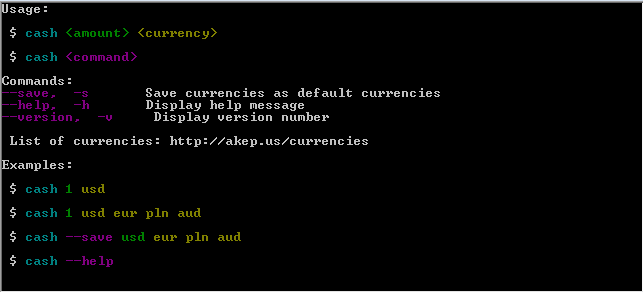 Usage:
$ cash <amount> <currency>
$ cash <command>
Commands:
--save, -s Save currencies as default currencies
--help, -h Display help message
--version, -v Display version number
List of currencies: http://akep.us/currencies
Examples:
$ cash 1 usd
$ cash 1 usd eur pln aud
$ cash --save usd eur pln aud
$ cash --help